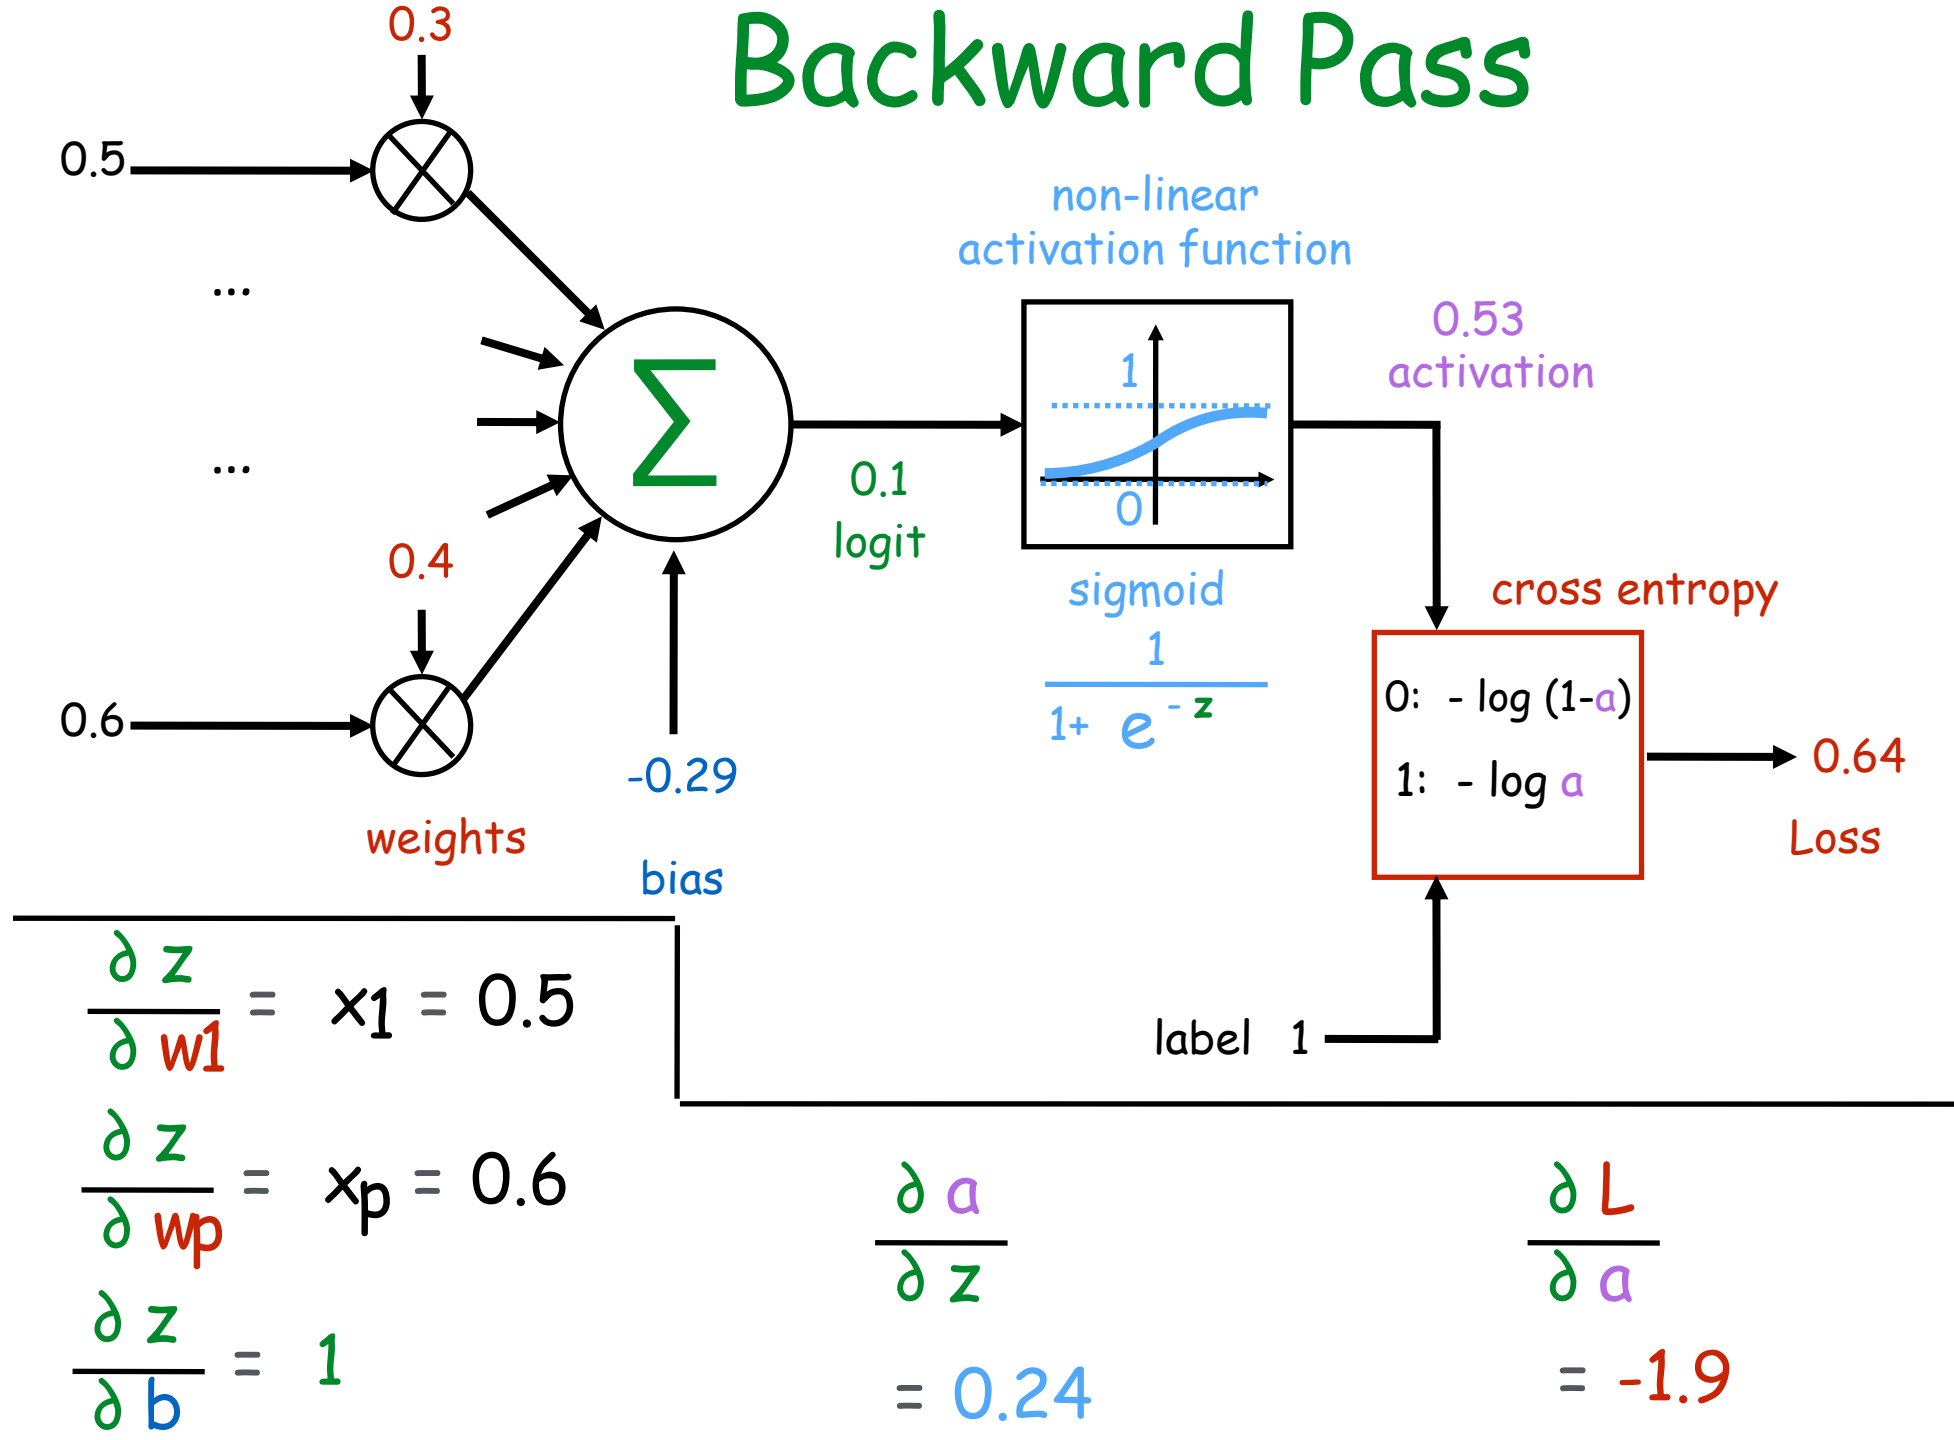 Backward Pass
0.3
0.5
...
...
0.4
0.6
weights
-0.29
bias
Σ
0.1
logit
non-linear
activation function
1
0
sigmoid
1
1+ e - z
0.53
activation
cross entropy
0: - log (1-a)
1: - log a
0.64
Loss
label 1
∂ z
∂ w1
= x1 = 0.5
∂ z
∂ wp
= xp = 0.6
∂ z
∂ b
= 1
∂ a
∂ z
= 0.24
∂ L
∂ a
= -1.9